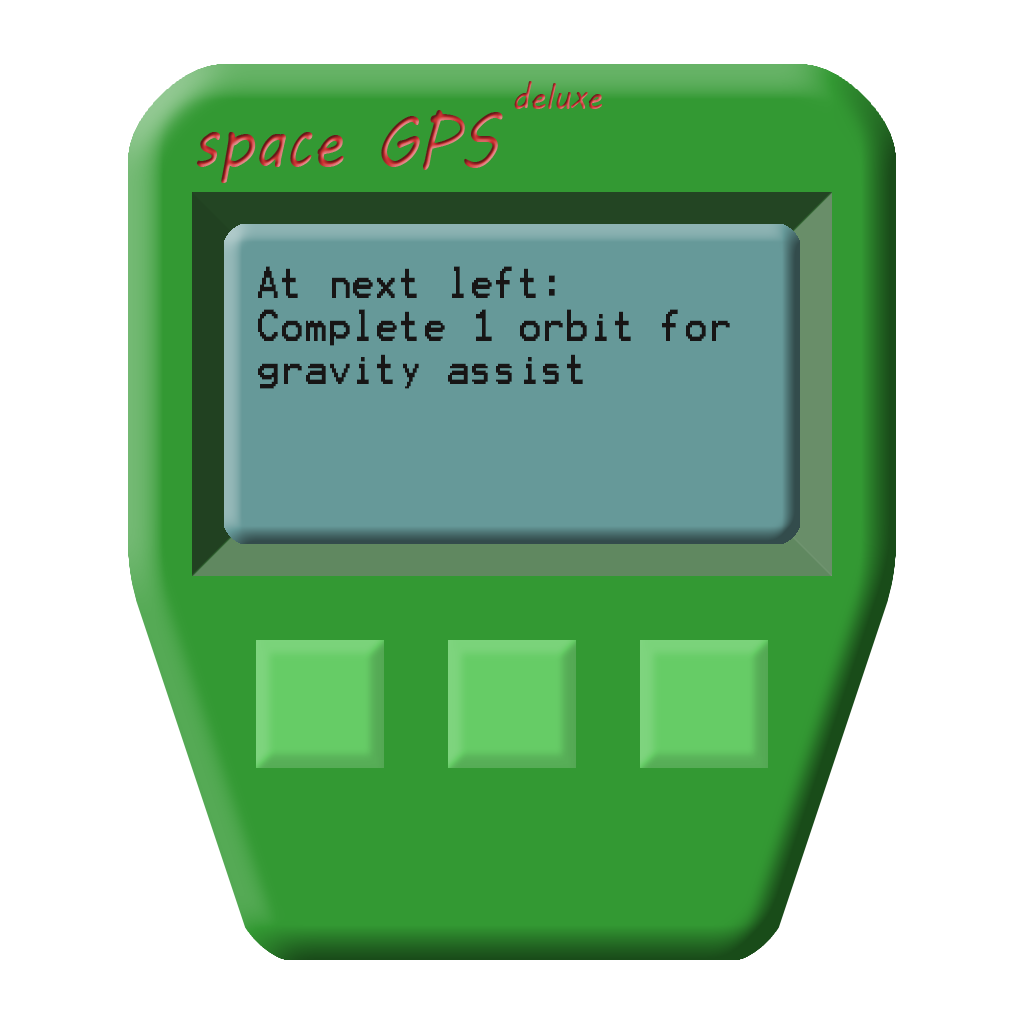 space GPS deluxe
At next left:
Complete 1 orbit for
gravity assist